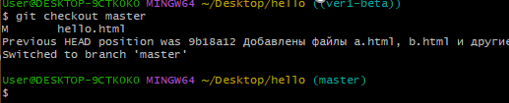 User@DESKTOP-9CTKOKO MINGW64 ~/Desktop/hello ((ver1-beta))
$ git checkout master
M hello.html
Previous HEAD position was 9b18a12 Добавлены файлы a.html, b.html и другие
Switched to branch 'master'
User@DESKTOP-9CTKOKO MINGW64 ~/Desktop/hello (master)
$